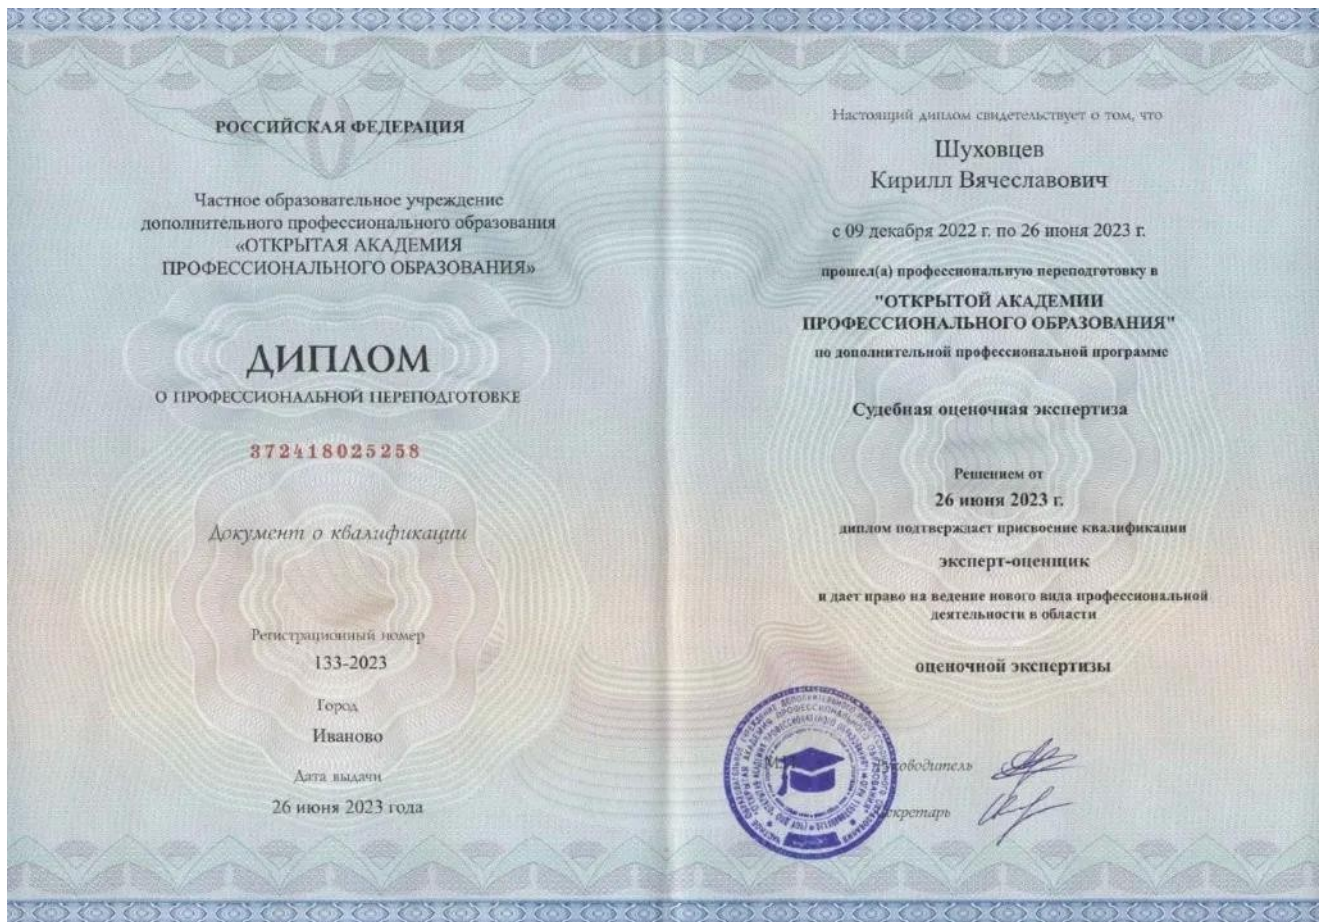 РОССИЙСКАЯ ФЕДЕРАЦИЯ
Частное образовательное учреждение
дополнительного профессионального образования
«ОТКРЫТАЯ АКАДЕМИЯ
ПРОФЕССИОНАЛЬНОГО ОБРАЗОВАНИЯ»
ДИПЛОМ
О ПРОФЕССИОНАЛЬНОЙ ПЕРЕПОДГОТОВКЕ
372418025258
Документ о квалификации
Регистрационный номер
133-2023
Город
Иваново
Дата выдачи
26 июня 2023 года
Настоящий диплом свидетельствует о том, что
Шуховцев
Кирилл Вячеславович
с 09 декабря 2022 г. по 26 июня 2023 г.
прошел(а) профессиональную переподготовку в
"ОТКРЫТОЙ АКАДЕМИИ
ПРОФЕССИОНАЛЬНОГО ОБРАЗОВАНИЯ"
по дополнительной профессиональной программе
Судебная оценочная экспертиза
Решением от
26 июня 2023 г.
диплом подтверждает присвоение квалификации
эксперт-оценщик
и дает право на ведение нового вида профессиональной
деятельности в области
оценочной экспертизы
Руководитель
Секретарь